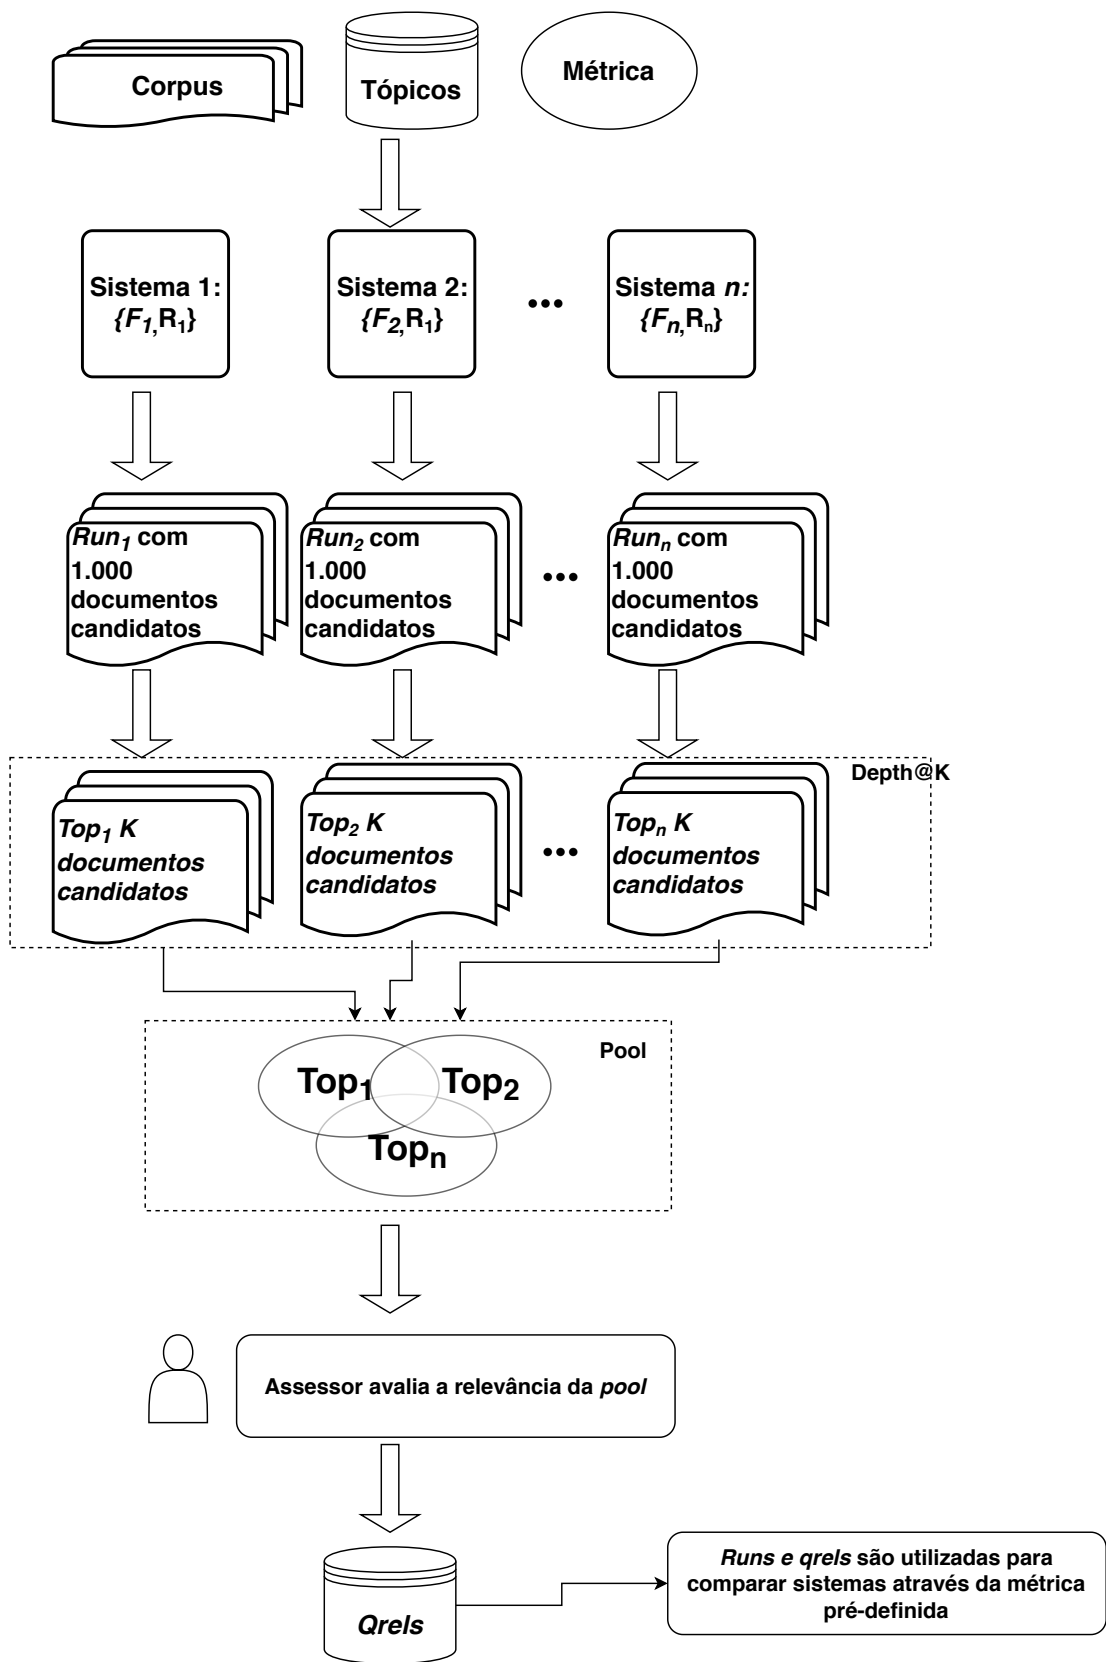 Corpus
Tópicos
Métrica
Sistema 1:
{F1,R1}
Sistema 2:
{F2,R1}
•••
Sistema n:
{Fn,Rn}
Run1 com
1.000
documentos
candidatos
Run2 com
1.000
documentos
candidatos
•••
Runn com
1.000
documentos
candidatos
Depth@K
Top1 K
documentos
candidatos
Top2 K
documentos
candidatos
•••
Topn K
documentos
candidatos
Pool
Top1
Top2
Topn
Assessor avalia a relevância da pool
Qrels
Runs e qrels são utilizadas para
comparar sistemas através da métrica
pré-definida